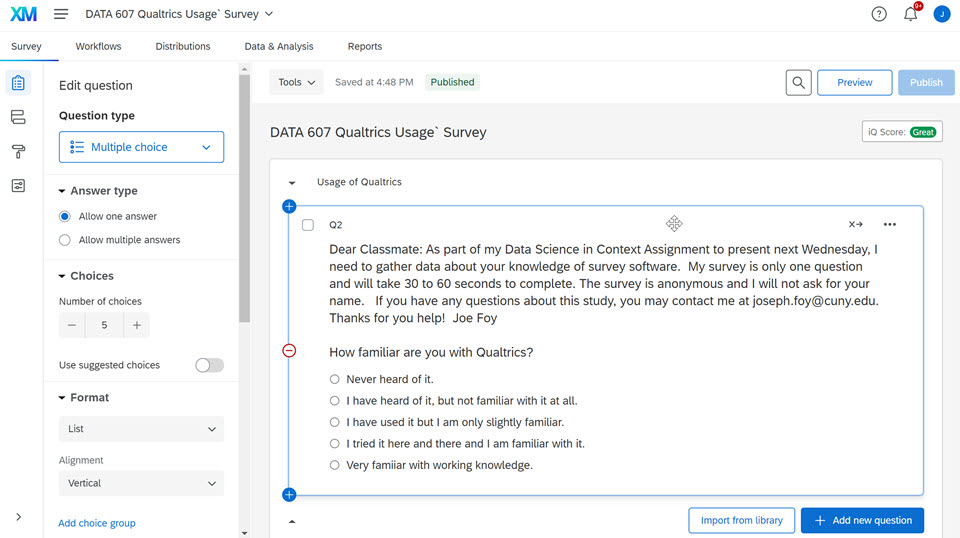 XM DATA 607 Qualtrics Usage` Survey 9+ J
Survey Workflows Distributions Data & Analysis Reports
Edit question
Question type
Multiple choice
Answer type
Allow one answer
Allow multiple answers
Choices
Number of choices
5
Use suggested choices
Format
List
Alignment
Vertical
Add choice group
Tools Saved at 4:48 PM Published Preview Publish
DATA 607 Qualtrics Usage` Survey iQ Score: Great
Usage of Qualtrics
Q2
Dear Classmate: As part of my Data Science in Context Assignment to present next Wednesday, I
need to gather data about your knowledge of survey software.  My survey is only one question
and will take 30 to 60 seconds to complete. The survey is anonymous and I will not ask for your
name.   If you have any questions about this study, you may contact me at joseph.foy@cuny.edu.
Thanks for you help!  Joe Foy
How familiar are you with Qualtrics?
Never heard of it.
I have heard of it, but not familiar with it at all.
I have used it but I am only slightly familiar.
I tried it here and there and I am familiar with it.
Very famiiar with working knowledge.
Import from library Add new question